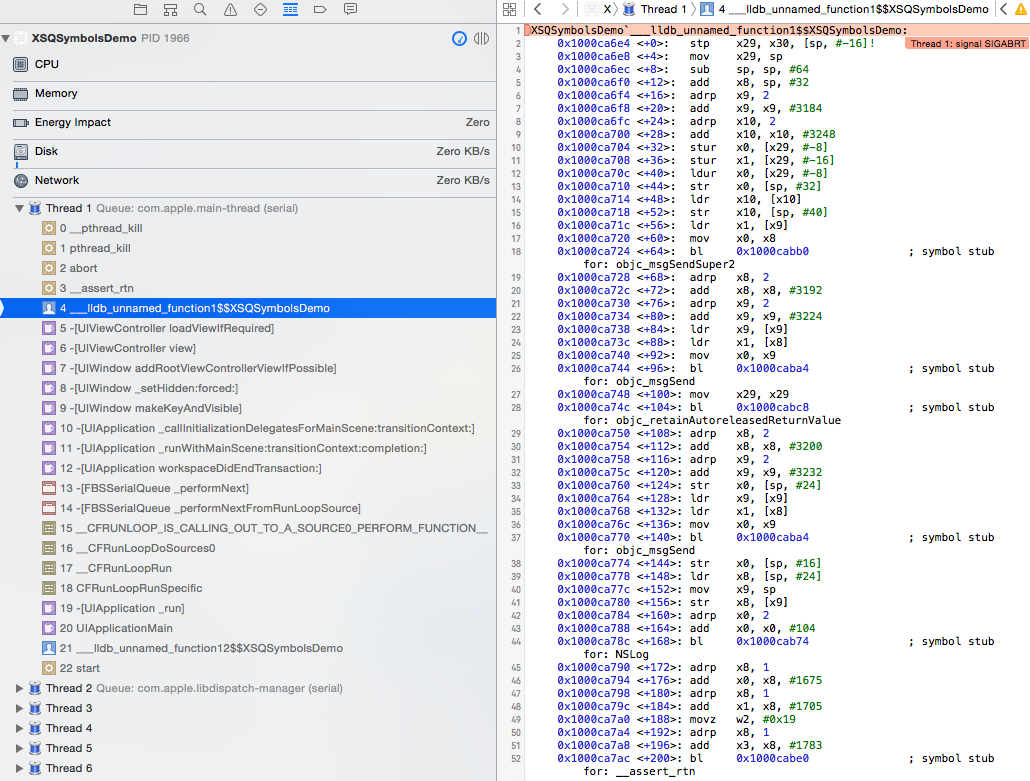 XSQSymbolsDemo PID 1966
CPU
Memory
Energy Impact Zero
Disk Zero KB/s
Network Zero KB/s
Thread 1 Queue: com.apple.main-thread (serial)
0 __pthread_kill
1 pthread_kill
2 abort
3 __assert_rtn
4 ___lldb_unnamed_function1$$XSQSymbolsDemo
5 -[UIViewController loadViewIfRequired]
6 -[UIViewController view]
7 -[UIWindow addRootViewControllerViewIfPossible]
8 -[UIWindow _setHidden:forced:]
9 -[UIWindow makeKeyAndVisible]
10 -[UIApplication _callInitializationDelegatesForMainScene:transitionContext:]
11 -[UIApplication _runWithMainScene:transitionContext:completion:]
12 -[UIApplication workspaceDidEndTransaction:]
13 -[FBSSerialQueue _performNext]
14 -[FBSSerialQueue _performNextFromRunLoopSource]
15 __CFRUNLOOP_IS_CALLING_OUT_TO_A_SOURCE0_PERFORM_FUNCTION__
16 __CFRunLoopDoSources0
17 __CFRunLoopRun
18 CFRunLoopRunSpecific
19 -[UIApplication _run]
20 UIApplicationMain
21 ___lldb_unnamed_function12$$XSQSymbolsDemo
22 start
Thread 2 Queue: com.apple.libdispatch-manager (serial)
Thread 3
Thread 4
Thread 5
Thread 6
X Thread 1 4 ___lldb_unnamed_function1$$XSQSymbolsDemo
1 XSQSymbolsDemo`___lldb_unnamed_function1$$XSQSymbolsDemo:
2 0x1000ca6e4 <+0>: stp x29, x30, [sp, #-16]! Thread 1: signal SIGABRT
3 0x1000ca6e8 <+4>: mov x29, sp
4 0x1000ca6ec <+8>: sub sp, sp, #64
5 0x1000ca6f0 <+12>: add x8, sp, #32
6 0x1000ca6f4 <+16>: adrp x9, 2
7 0x1000ca6f8 <+20>: add x9, x9, #3184
8 0x1000ca6fc <+24>: adrp x10, 2
9 0x1000ca700 <+28>: add x10, x10, #3248
10 0x1000ca704 <+32>: stur x0, [x29, #-8]
11 0x1000ca708 <+36>: stur x1, [x29, #-16]
12 0x1000ca70c <+40>: ldur x0, [x29, #-8]
13 0x1000ca710 <+44>: str x0, [sp, #32]
14 0x1000ca714 <+48>: ldr x10, [x10]
15 0x1000ca718 <+52>: str x10, [sp, #40]
16 0x1000ca71c <+56>: ldr x1, [x9]
17 0x1000ca720 <+60>: mov x0, x8
18 0x1000ca724 <+64>: bl 0x1000cabb0 ; symbol stub
for: objc_msgSendSuper2
19 0x1000ca728 <+68>: adrp x8, 2
20 0x1000ca72c <+72>: add x8, x8, #3192
21 0x1000ca730 <+76>: adrp x9, 2
22 0x1000ca734 <+80>: add x9, x9, #3224
23 0x1000ca738 <+84>: ldr x9, [x9]
24 0x1000ca73c <+88>: ldr x1, [x8]
25 0x1000ca740 <+92>: mov x0, x9
26 0x1000ca744 <+96>: bl 0x1000caba4 ; symbol stub
for: objc_msgSend
27 0x1000ca748 <+100>: mov x29, x29
28 0x1000ca74c <+104>: bl 0x1000cabc8 ; symbol stub
for: objc_retainAutoreleasedReturnValue
29 0x1000ca750 <+108>: adrp x8, 2
30 0x1000ca754 <+112>: add x8, x8, #3200
31 0x1000ca758 <+116>: adrp x9, 2
32 0x1000ca75c <+120>: add x9, x9, #3232
33 0x1000ca760 <+124>: str x0, [sp, #24]
34 0x1000ca764 <+128>: ldr x9, [x9]
35 0x1000ca768 <+132>: ldr x1, [x8]
36 0x1000ca76c <+136>: mov x0, x9
37 0x1000ca770 <+140>: bl 0x1000caba4 ; symbol stub
for: objc_msgSend
38 0x1000ca774 <+144>: str x0, [sp, #16]
39 0x1000ca778 <+148>: ldr x8, [sp, #24]
40 0x1000ca77c <+152>: mov x9, sp
41 0x1000ca780 <+156>: str x8, [x9]
42 0x1000ca784 <+160>: adrp x0, 2
43 0x1000ca788 <+164>: add x0, x0, #104
44 0x1000ca78c <+168>: bl 0x1000cab74 ; symbol stub
for: NSLog
45 0x1000ca790 <+172>: adrp x8, 1
46 0x1000ca794 <+176>: add x0, x8, #1675
47 0x1000ca798 <+180>: adrp x8, 1
48 0x1000ca79c <+184>: add x1, x8, #1705
49 0x1000ca7a0 <+188>: movz w2, #0x19
50 0x1000ca7a4 <+192>: adrp x8, 1
51 0x1000ca7a8 <+196>: add x3, x8, #1783
52 0x1000ca7ac <+200>: bl 0x1000cabe0 ; symbol stub
for: __assert_rtn